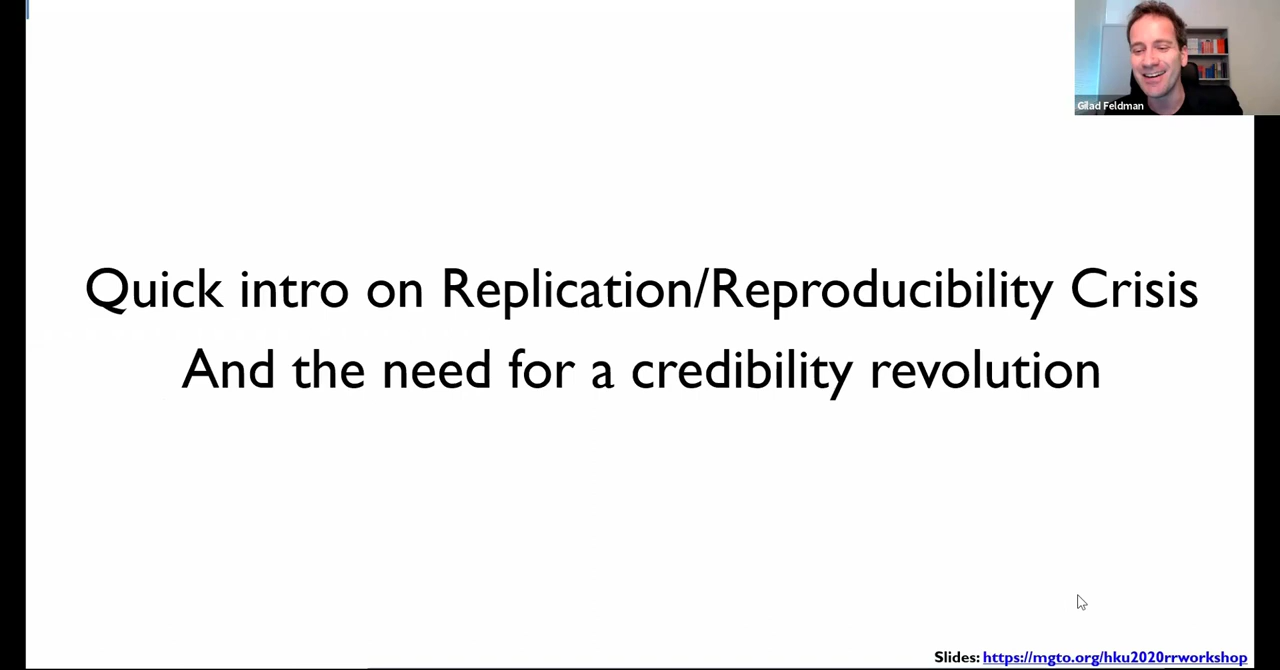 Gilad Feldman
Quick intro on Replication/Reproducibility Crisis
And the need for a credibility revolution
Slides: https://mgto.org/hku2020rrworkshop